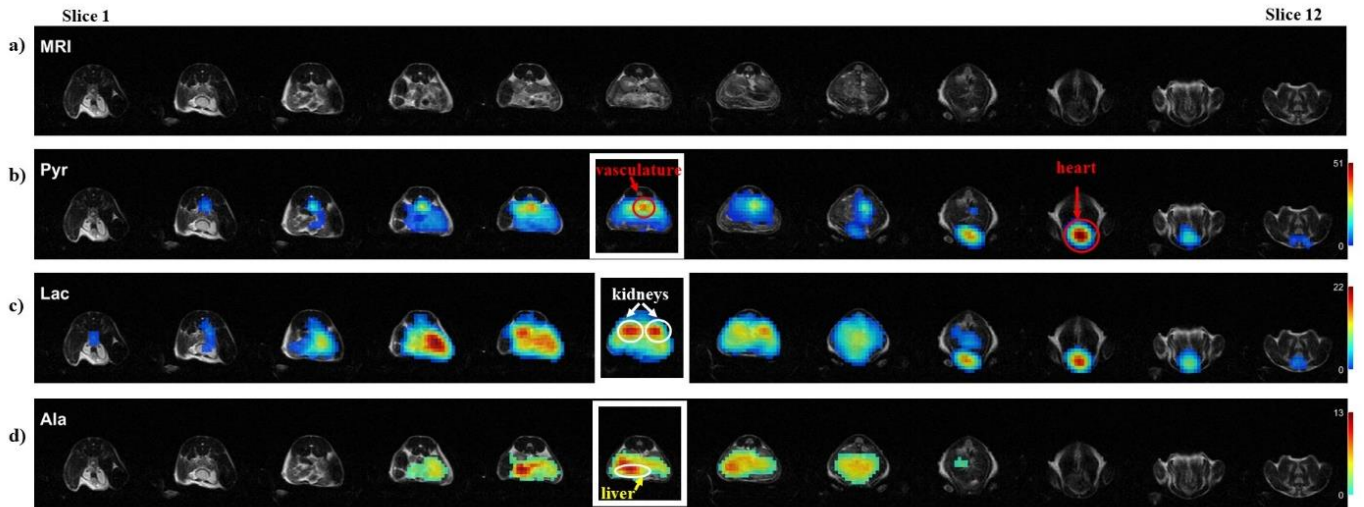 Slice 1
Slice 12
a)
MRI
b)
Pyr
vasculature
heart
51
0
c)
Lac
kidneys
22
0
d)
Ala
liver
13
0